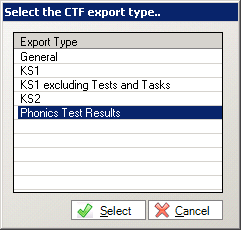 Select the CTF export type..
Export Type
General
KS1
KS1 excluding Tests and Tasks
KS2
Phonics Test Results
Select Cancel